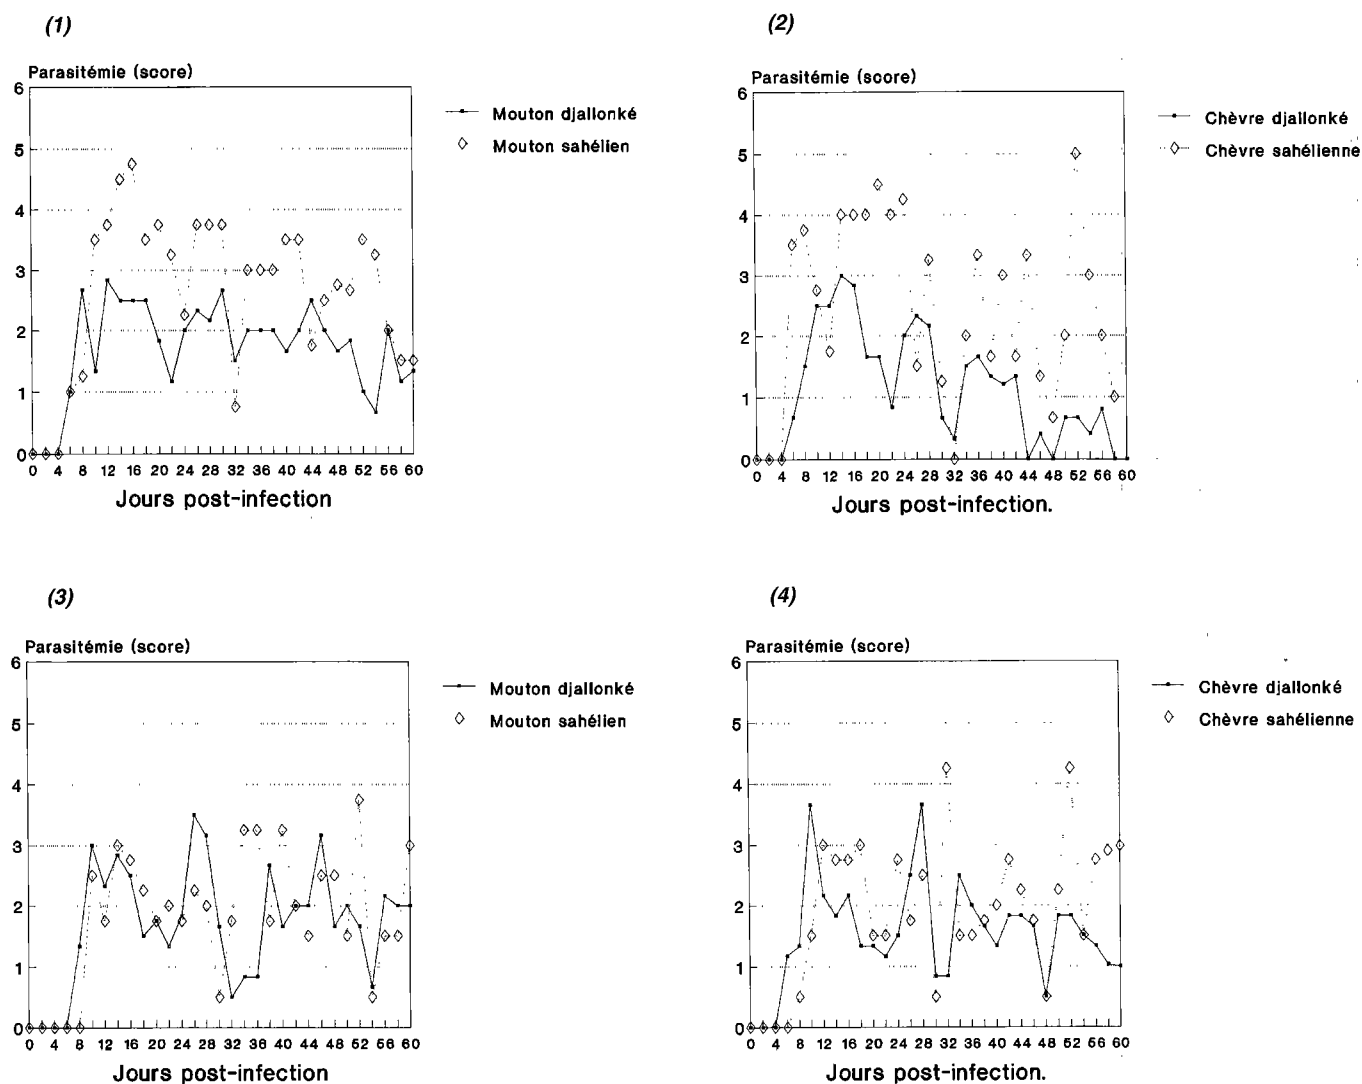 (1)
Parasitémie (score)
6
5
4
3
2
1
0
0 4 8 12 16 20 24 28 32 36 40 44 48 52 56 60
Jours post-infection
Mouton djallonké
Mouton sahélien
(2)
Parasitémie (score)
6
5
4
3
2
1
0
0 4 8 12 16 20 24 28 32 36 40 44 48 52 56 60
Jours post-infection.
Chèvre djallonké
Chèvre sahélienne
(3)
Parasitémie (score)
6
5
4
3
2
1
0
0 4 8 12 16 20 24 28 32 36 40 44 48 52 56 60
Jours post-infection
Mouton djallonké
Mouton sahélien
(4)
Parasitémie (score)
6
5
4
3
2
1
0
0 4 8 12 16 20 24 28 32 36 40 44 48 52 56 60
Jours post-infection.
Chèvre djallonké
Chèvre sahélienne